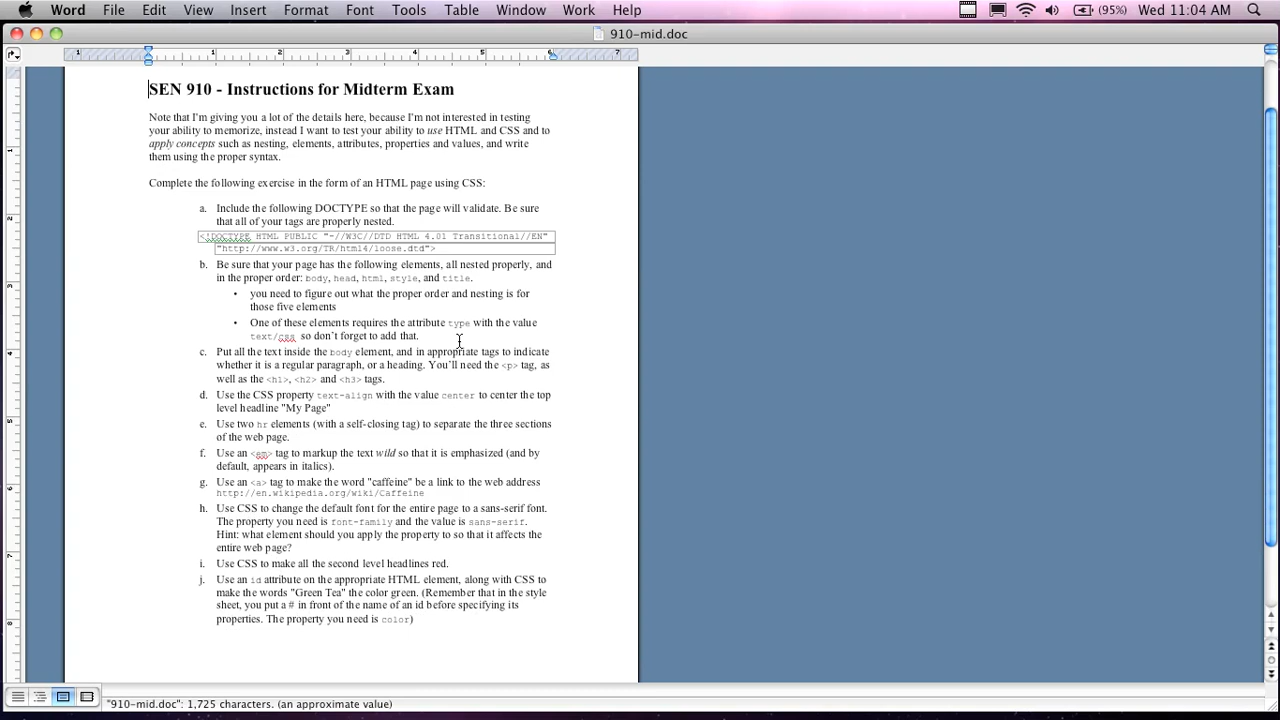 Word File Edit View Insert Format Font Tools Table Window Work Help (95%) Wed 11:04 AM
910-mid.doc
1 1 2 3 4 5 6 7
SEN 910 - Instructions for Midterm Exam
Note that I'm giving you a lot of the details here, because I'm not interested in testing
your ability to memorize, instead I want to test your ability to use HTML and CSS and to
apply concepts such as nesting, elements, attributes, properties and values, and write
them using the proper syntax.
Complete the following exercise in the form of an HTML page using CSS:
a. Include the following DOCTYPE so that the page will validate. Be sure
that all of your tags are properly nested.
<!DOCTYPE HTML PUBLIC "-//W3C//DTD HTML 4.01 Transitional//EN"
"http://www.w3.org/TR/html4/loose.dtd">
b. Be sure that your page has the following elements, all nested properly, and
in the proper order: body, head, html, style, and title.
• you need to figure out what the proper order and nesting is for
those five elements
• One of these elements requires the attribute type with the value
text/css so don't forget to add that.
c. Put all the text inside the body element, and in appropriate tags to indicate
whether it is a regular paragraph, or a heading. You'll need the <p> tag, as
well as the <h1>, <h2> and <h3> tags.
d. Use the CSS property text-align with the value center to center the top
level headline "My Page"
e. Use two hr elements (with a self-closing tag) to separate the three sections
of the web page.
f. Use an <em> tag to markup the text wild so that it is emphasized (and by
default, appears in italics).
g. Use an <a> tag to make the word "caffeine" be a link to the web address
http://en.wikipedia.org/wiki/Caffeine
h. Use CSS to change the default font for the entire page to a sans-serif font.
The property you need is font-family and the value is sans-serif.
Hint: what element should you apply the property to so that it affects the
entire web page?
i. Use CSS to make all the second level headlines red.
j. Use an id attribute on the appropriate HTML element, along with CSS to
make the words "Green Tea" the color green. (Remember that in the style
sheet, you put a # in front of the name of an id before specifying its
properties. The property you need is color)
"910-mid.doc": 1,725 characters. (an approximate value)